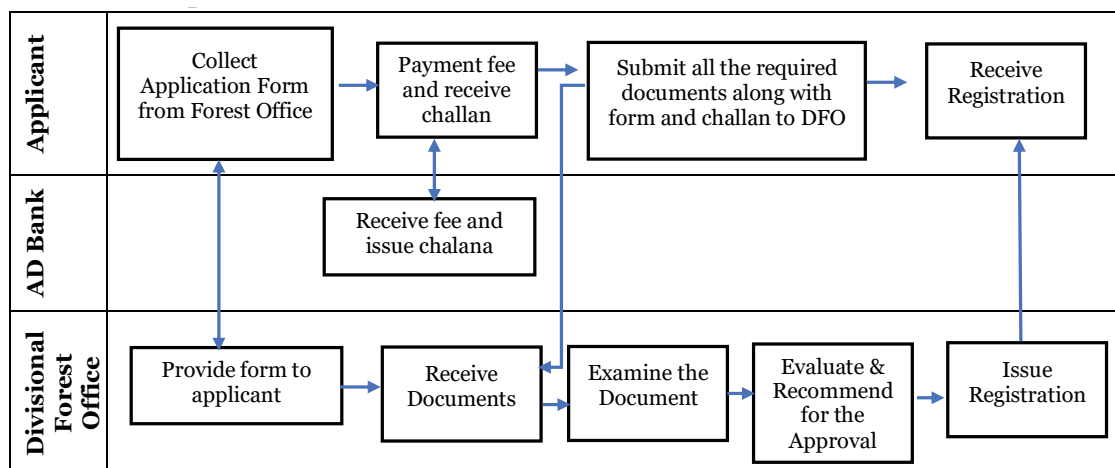 Applicant
Collect
Application Form
from Forest Office
Payment fee
and receive
challan
Submit all the required
documents along with
form and challan to DFO
Receive
Registration
AD Bank
Receive fee and
issue chalana
Divisional
Forest
Office
Provide form to
applicant
Receive
Documents
Examine the
Document
Evaluate &
Recommend
for the
Approval
Issue
Registration